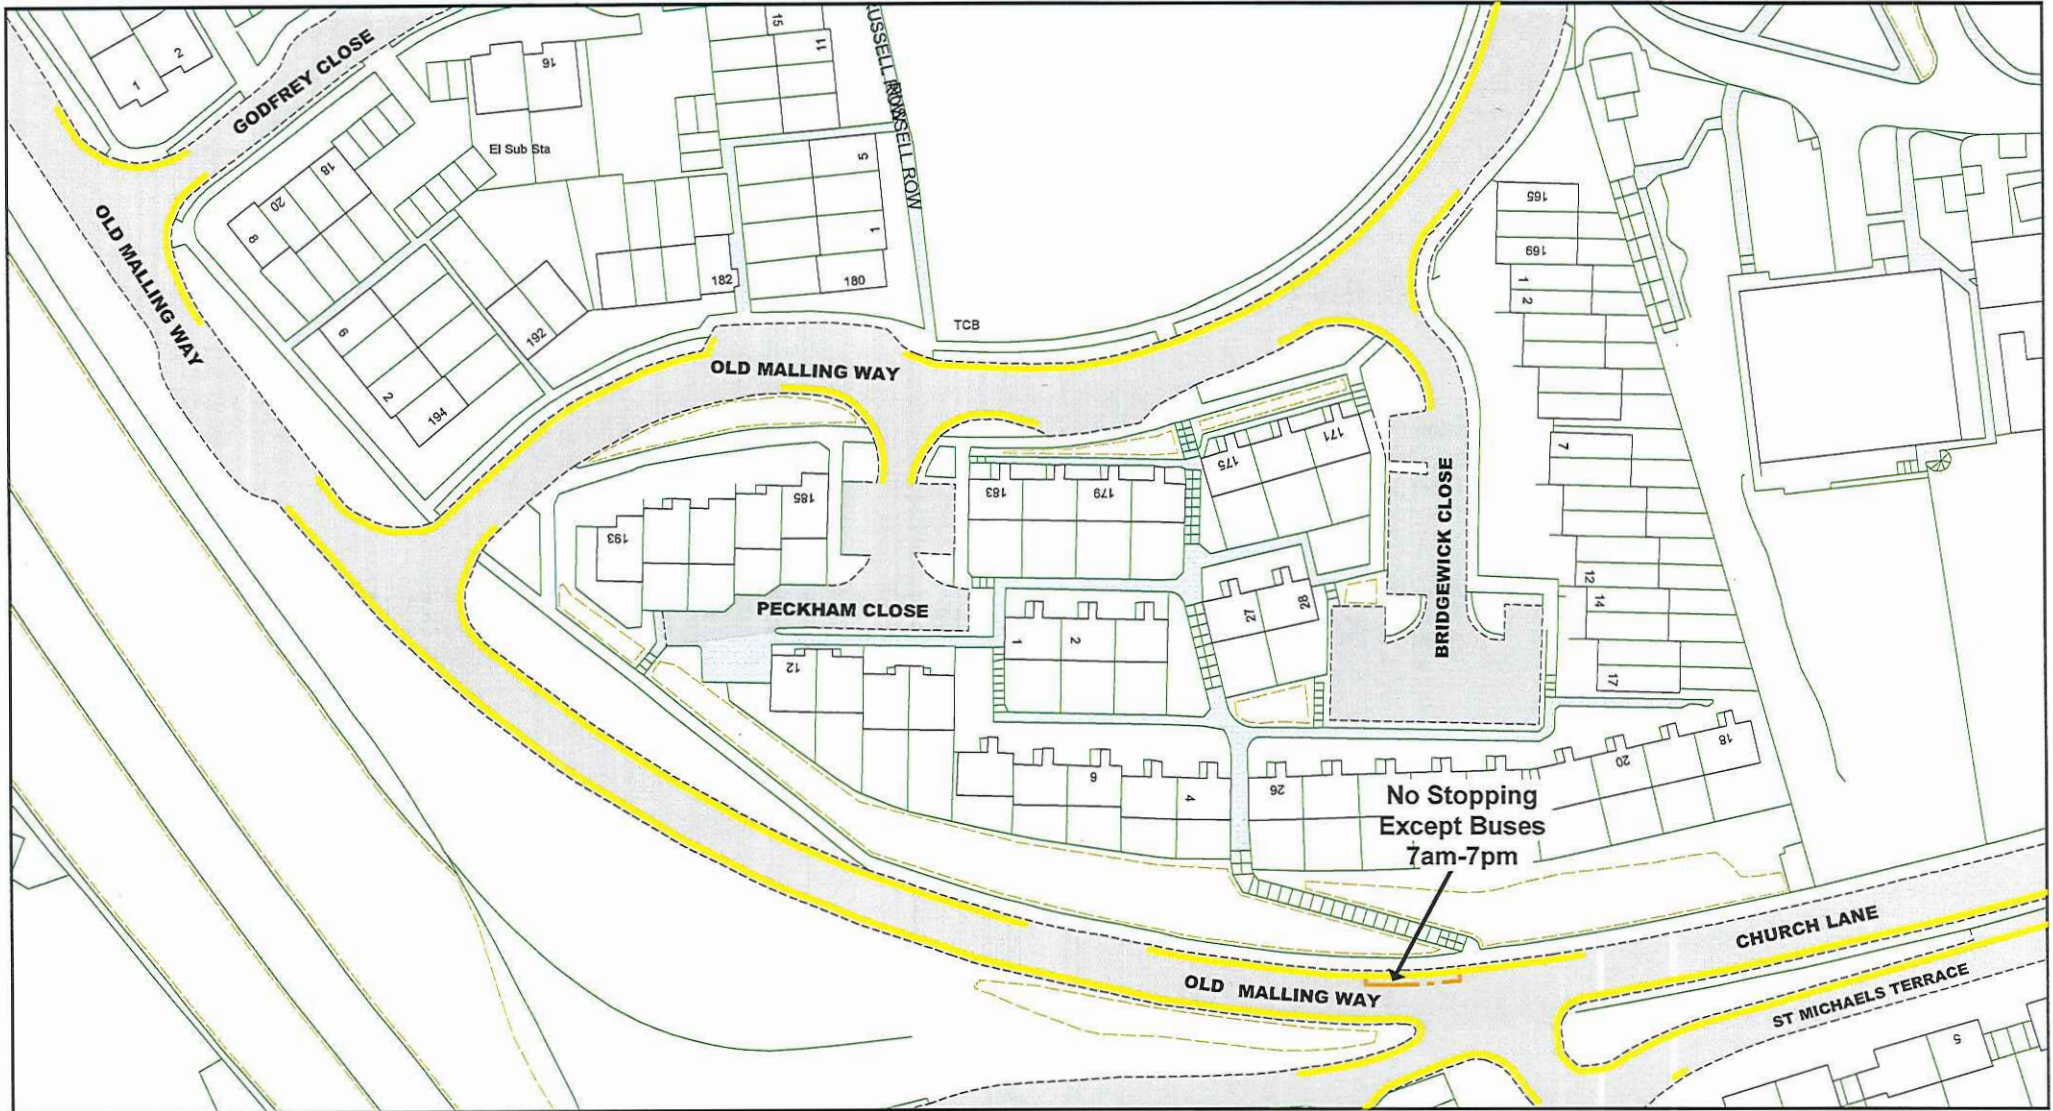 GODFREY CLOSE
1
2
16
El Sub Sta
15
11
RUSSELL ROW
RUSSELL ROW
OLD MALLING WAY
20
18
8
6
2
194
192
182
5
1
180
TCB
OLD MALLING WAY
165
169
1
2
7
12
14
17
171
175
179
183
185
193
BRIDGEWICK CLOSE
PECKHAM CLOSE
1
2
27
28
12
6
4
26
20
18
No Stopping
Except Buses
7am-7pm
CHURCH LANE
OLD MALLING WAY
ST MICHAELS TERRACE
5